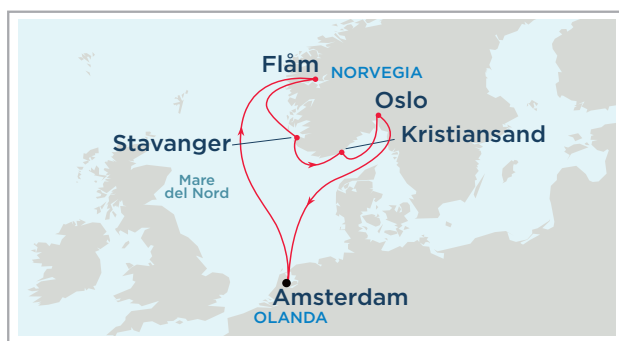 Flåm
NORVEGIA
Oslo
Stavanger
Kristiansand
Mare
del Nord
Amsterdam
OLANDA